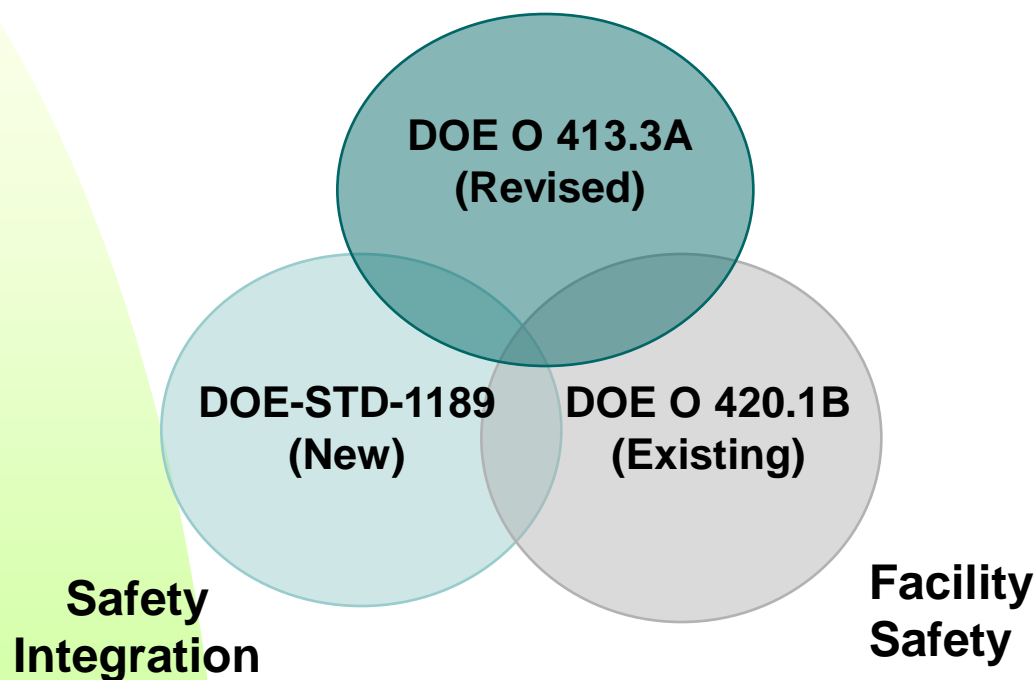 DOE O 413.3A
(Revised)
DOE-STD-1189
(New)
DOE O 420.1B
(Existing)
Safety
Integration
Facility
Safety